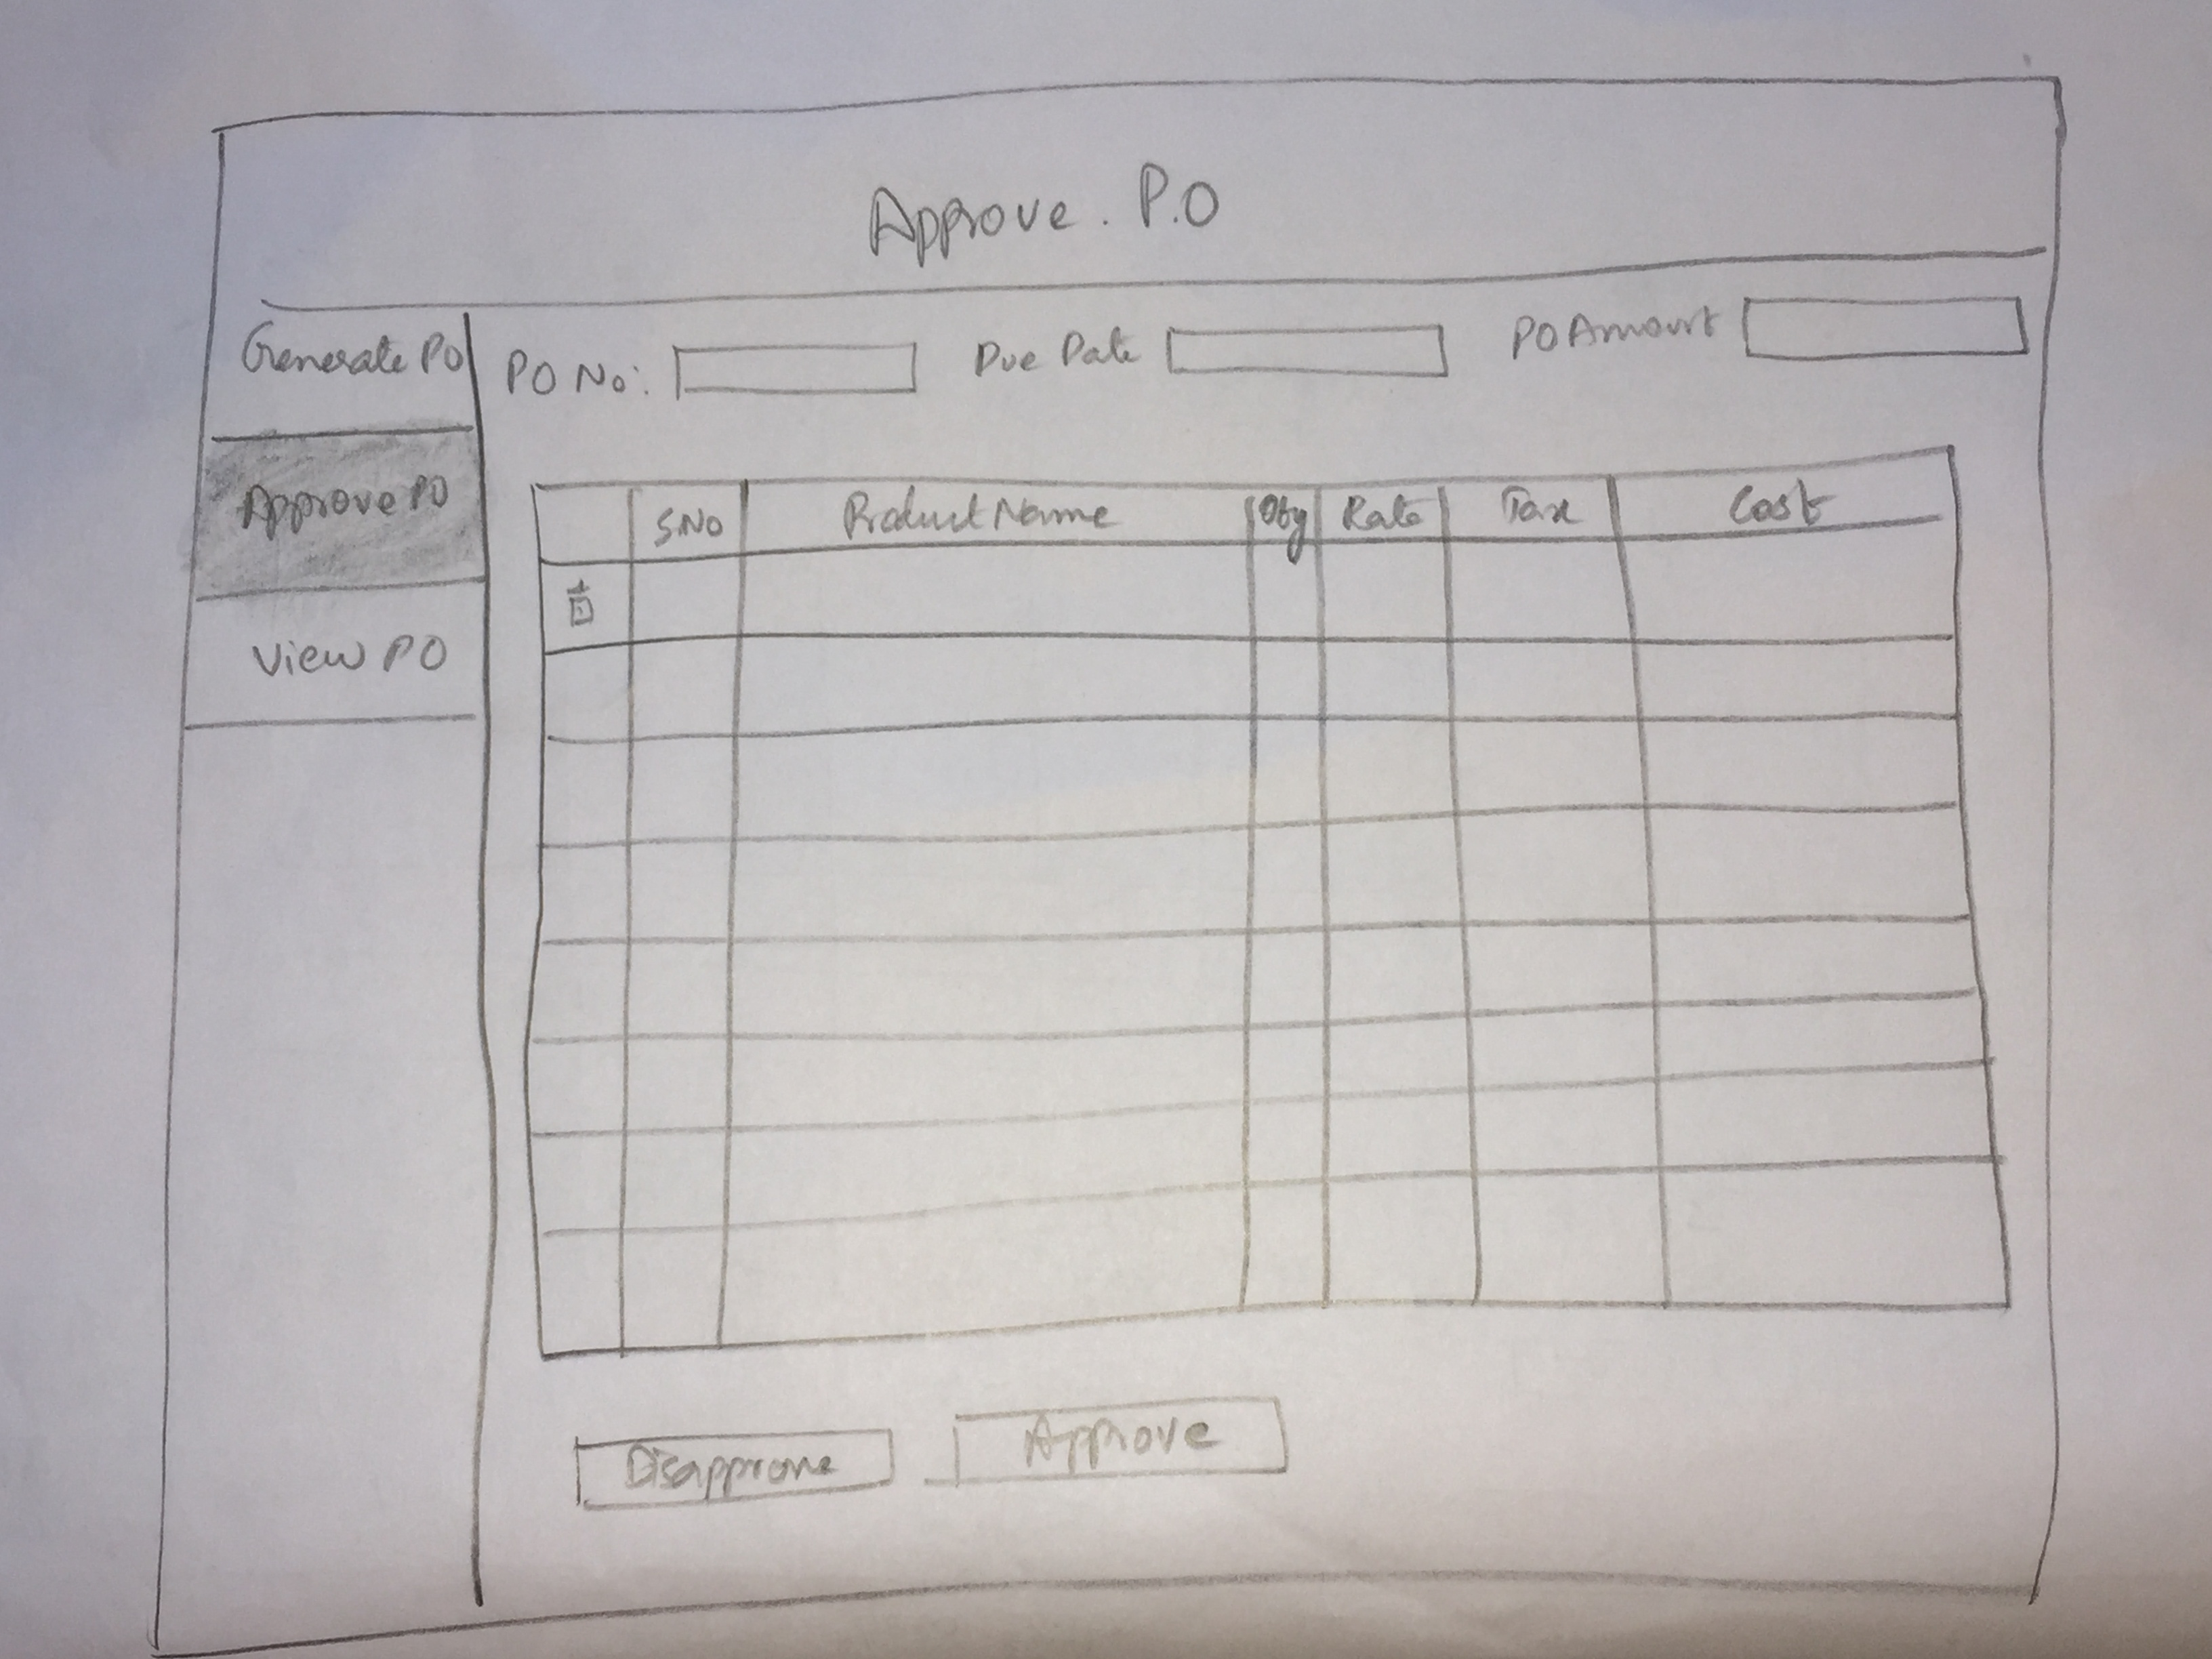 Approve. P.O
Generate PO
Approve PO
View PO
PO No:
Due Date
PO Amount
S.No Product Name Qty Rate Tax Cost
Disapprove
Approve